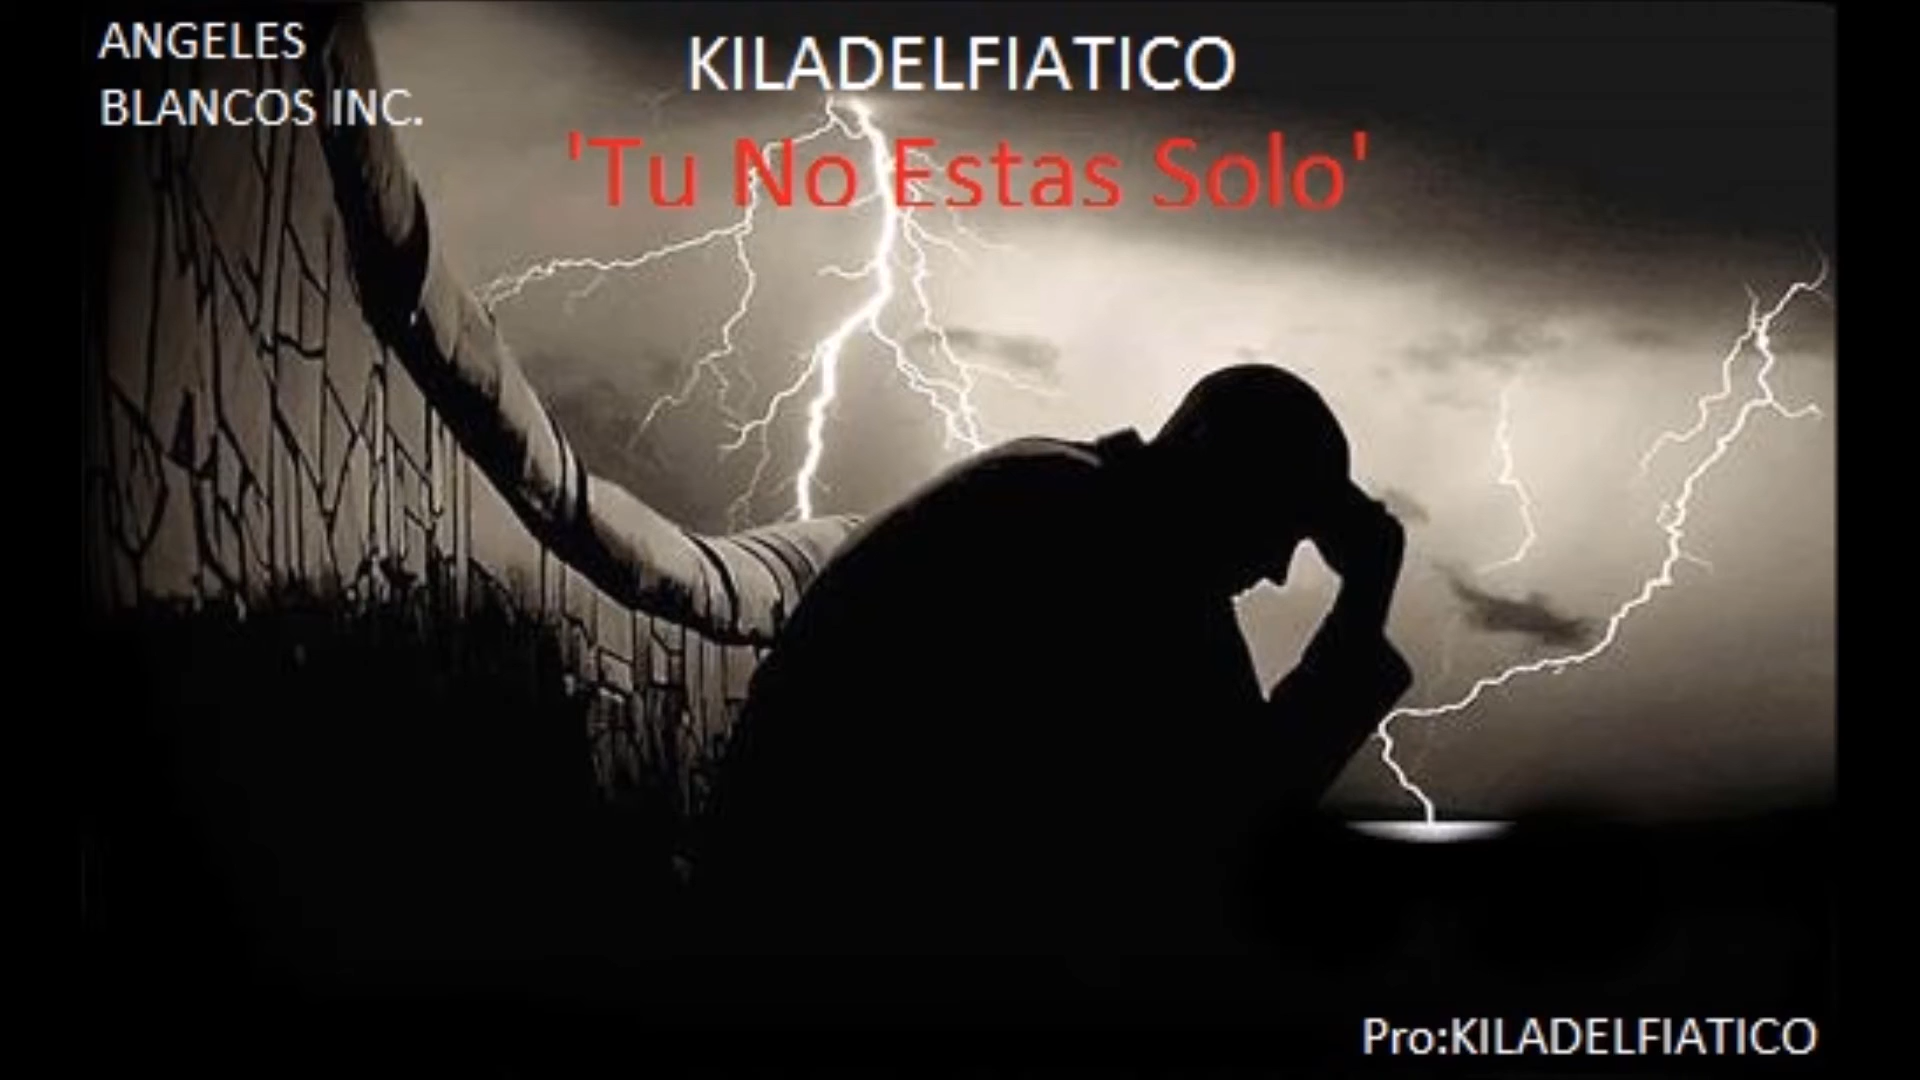 ANGELES
BLANCOS INC.
KILADELFIATICO
'Tu No Estas Solo'
Pro:KILADELFIATICO